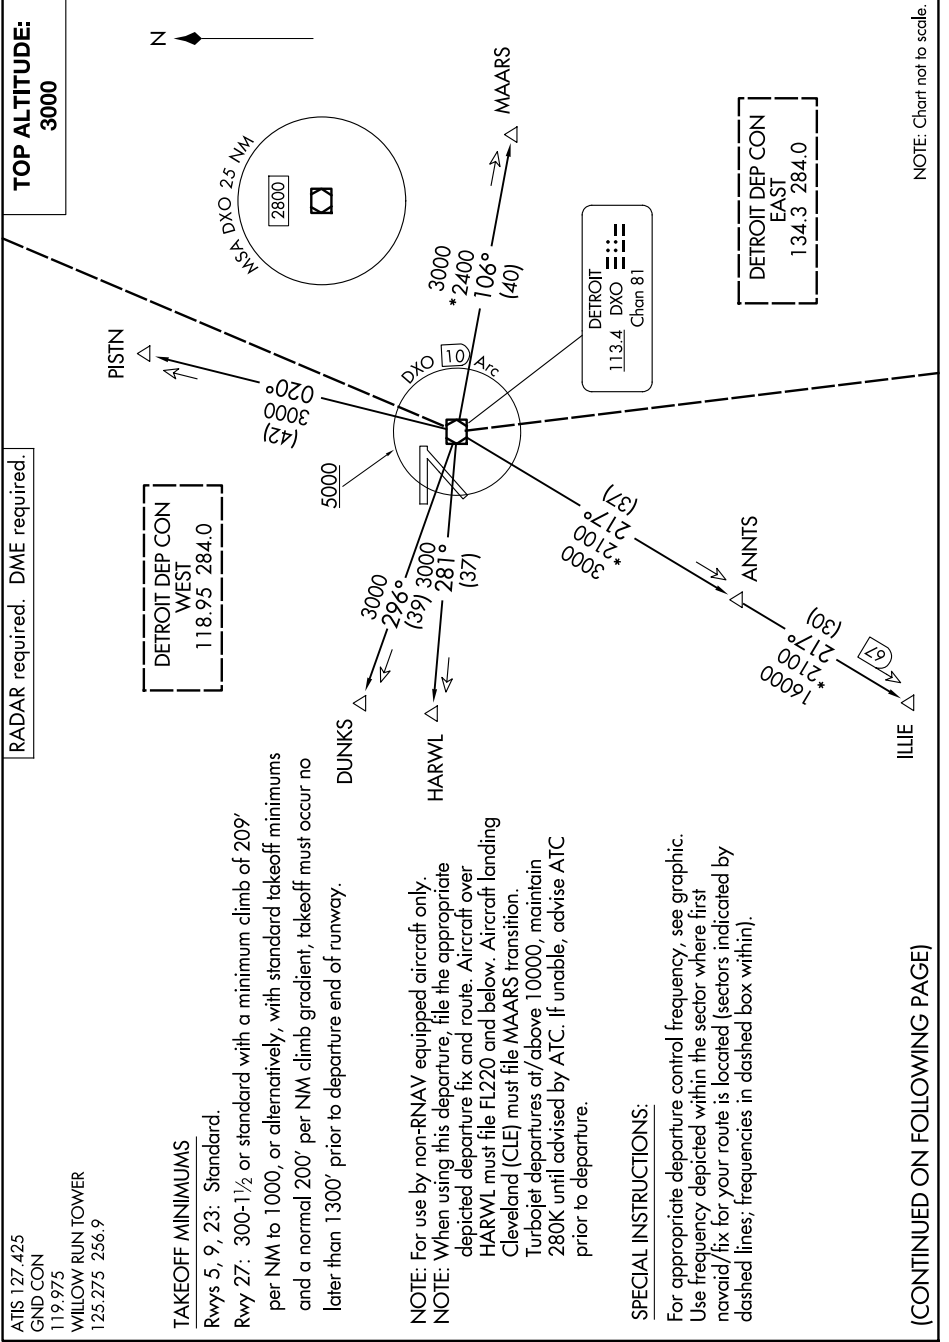 ATIS 127.425
GND CON
119.975
WILLOW RUN TOWER
125.275 256.9
RADAR required. DME required.
TOP ALTITUDE:
3000
TAKEOFF MINIMUMS
Rwys 5, 9, 23: Standard.
Rwy 27: 300-1½ or standard with a minimum climb of 209'
per NM to 1000, or alternatively, with standard takeoff minimums
and a normal 200' per NM climb gradient, takeoff must occur no
later than 1300' prior to departure end of runway.
NOTE: For use by non-RNAV equipped aircraft only.
NOTE: When using this departure, file the appropriate
depicted departure fix and route. Aircraft over
HARWL must file FL220 and below. Aircraft landing
Cleveland (CLE) must file MAARS transition.
Turbojet departures at/above 10000, maintain
280K until advised by ATC. If unable, advise ATC
prior to departure.
SPECIAL INSTRUCTIONS:
For appropriate departure control frequency, see graphic.
Use frequency depicted within the sector where first
navaid/fix for your route is located (sectors indicated by
dashed lines; frequencies in dashed box within).
(CONTINUED ON FOLLOWING PAGE)
DETROIT DEP CON
WEST
118.95 284.0
PISTN
020°
3000
(42)
N
MSA DXO 25 NM
2800
5000
DXO 10 Arc
3000
*2400
106°
(40)
MAARS
DUNKS
3000
296°
(39)
HARWL
3000
281°
(37)
DETROIT
113.4 DXO
Chan 81
3000
*2100
217°
(37)
ANNTS
16000
*2100
217°
(30)
67
ILLIE
DETROIT DEP CON
EAST
134.3 284.0
NOTE: Chart not to scale.